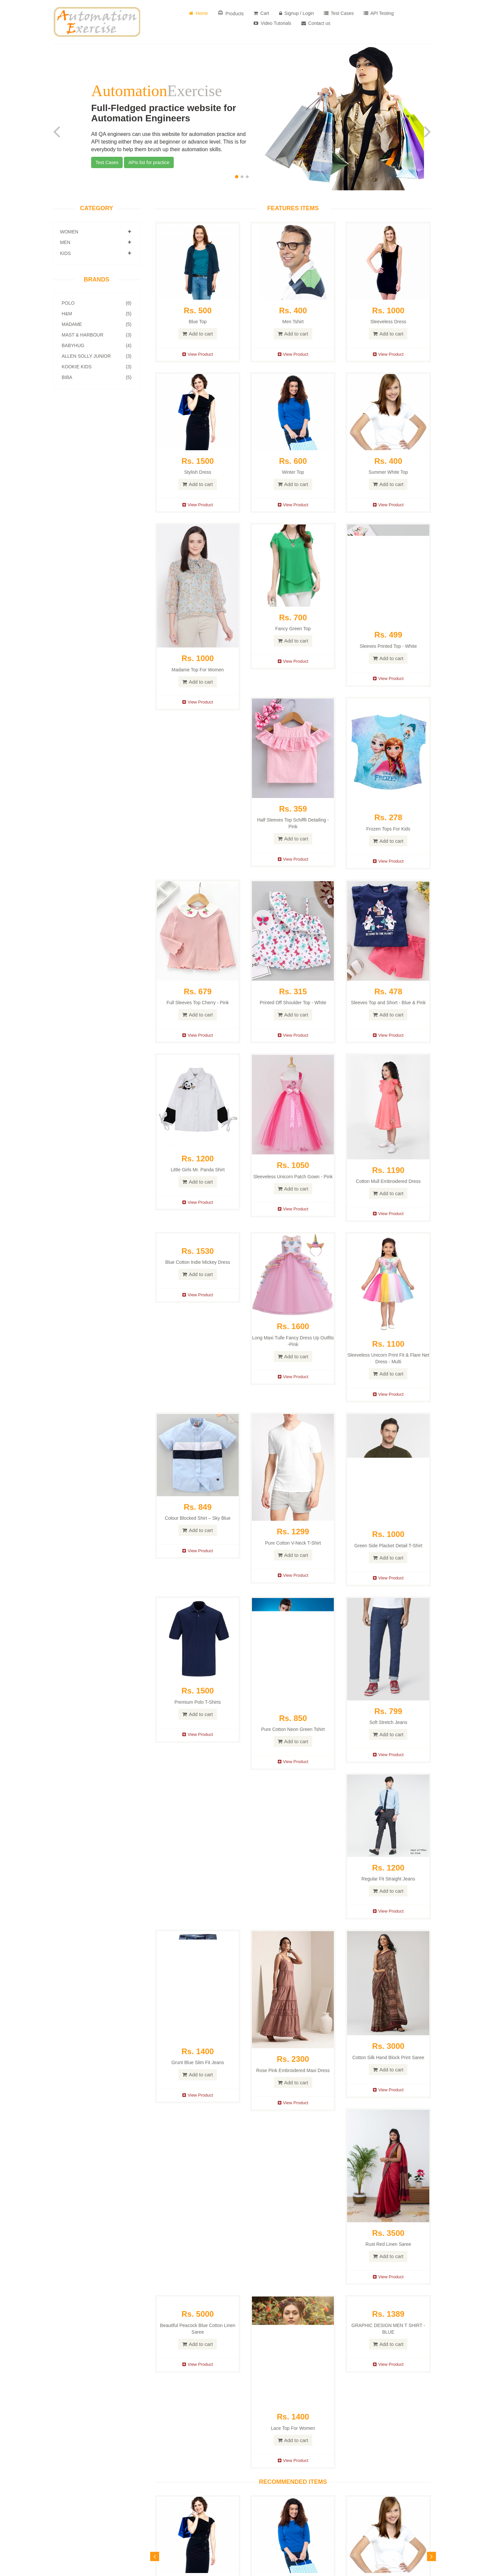 Automation
Exercise
Home
Products
Cart
Signup / Login
Test Cases
API Testing
Video Tutorials
Contact us
AutomationExercise
Full-Fledged practice website for
Automation Engineers
All QA engineers can use this website for automation practice and
API testing either they are at beginner or advance level. This is for
everybody to help them brush up their automation skills.
Test Cases
APIs list for practice
CATEGORY
WOMEN
MEN
KIDS
BRANDS
POLO (6)
H&M (5)
MADAME (5)
MAST & HARBOUR (3)
BABYHUG (4)
ALLEN SOLLY JUNIOR (3)
KOOKIE KIDS (3)
BIBA (5)
FEATURES ITEMS
Rs. 500
Blue Top
Add to cart
View Product
Rs. 400
Men Tshirt
Add to cart
View Product
Rs. 1000
Sleeveless Dress
Add to cart
View Product
Rs. 1500
Stylish Dress
Add to cart
View Product
Rs. 600
Winter Top
Add to cart
View Product
Rs. 400
Summer White Top
Add to cart
View Product
Rs. 1000
Madame Top For Women
Add to cart
View Product
Rs. 700
Fancy Green Top
Add to cart
View Product
Rs. 499
Sleeves Printed Top - White
Add to cart
View Product
Rs. 359
Half Sleeves Top Schiffli Detailing -
Pink
Add to cart
View Product
FROZEN
Rs. 278
Frozen Tops For Kids
Add to cart
View Product
Rs. 679
Full Sleeves Top Cherry - Pink
Add to cart
View Product
Rs. 315
Printed Off Shoulder Top - White
Add to cart
View Product
Rs. 478
Sleeves Top and Short - Blue & Pink
Add to cart
View Product
Rs. 1200
Little Girls Mr. Panda Shirt
Add to cart
View Product
Rs. 1050
Sleeveless Unicorn Patch Gown - Pink
Add to cart
View Product
Rs. 1190
Cotton Mull Embroidered Dress
Add to cart
View Product
Rs. 1530
Blue Cotton Indie Mickey Dress
Add to cart
View Product
Rs. 1600
Long Maxi Tulle Fancy Dress Up Outfits
-Pink
Add to cart
View Product
Rs. 1100
Sleeveless Unicorn Print Fit & Flare Net
Dress - Multi
Add to cart
View Product
Rs. 849
Colour Blocked Shirt – Sky Blue
Add to cart
View Product
Rs. 1299
Pure Cotton V-Neck T-Shirt
Add to cart
View Product
Rs. 1000
Green Side Placket Detail T-Shirt
Add to cart
View Product
Rs. 1500
Premium Polo T-Shirts
Add to cart
View Product
Rs. 850
Pure Cotton Neon Green Tshirt
Add to cart
View Product
Rs. 799
Soft Stretch Jeans
Add to cart
View Product
Rs. 1200
Regular Fit Straight Jeans
Add to cart
View Product
Rs. 1400
Grunt Blue Slim Fit Jeans
Add to cart
View Product
Rs. 2300
Rose Pink Embroidered Maxi Dress
Add to cart
View Product
Rs. 3000
Cotton Silk Hand Block Print Saree
Add to cart
View Product
Rs. 3500
Rust Red Linen Saree
Add to cart
View Product
Rs. 5000
Beautiful Peacock Blue Cotton Linen
Saree
Add to cart
View Product
Rs. 1400
Lace Top For Women
Add to cart
View Product
Rs. 1389
GRAPHIC DESIGN MEN T SHIRT -
BLUE
Add to cart
View Product
RECOMMENDED ITEMS